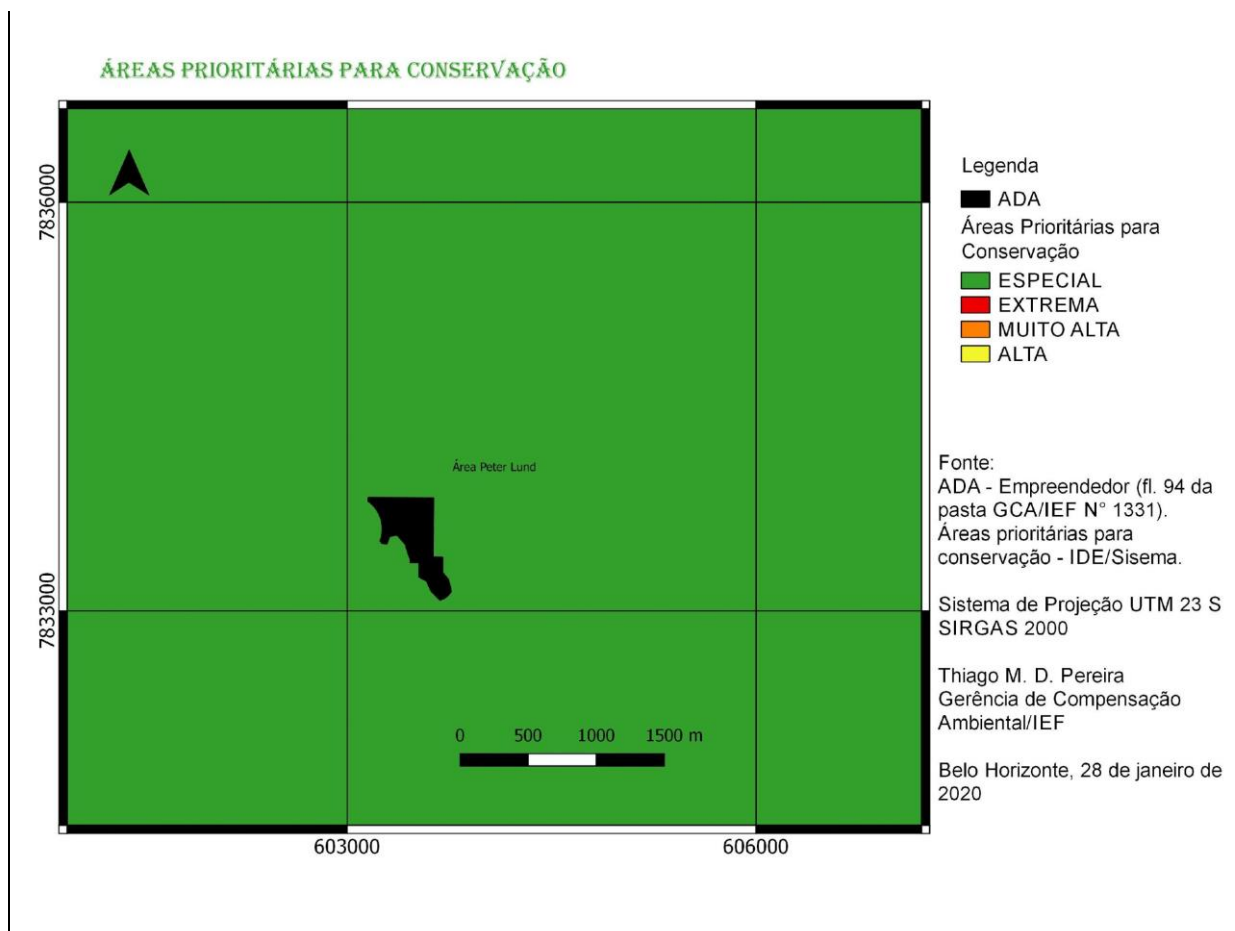 ÁREAS PRIORITÁRIAS PARA CONSERVAÇÃO
7836000
7833000
603000
606000
Área Peter Lund
0 500 1000 1500 m
Legenda
ADA
Áreas Prioritárias para
Conservação
ESPECIAL
EXTREMA
MUITO ALTA
ALTA
Fonte:
ADA - Empreendedor (fl. 94 da
pasta GCA/IEF N° 1331).
Áreas prioritárias para
conservação - IDE/Sisema.
Sistema de Projeção UTM 23 S
SIRGAS 2000
Thiago M. D. Pereira
Gerência de Compensação
Ambiental/IEF
Belo Horizonte, 28 de janeiro de
2020